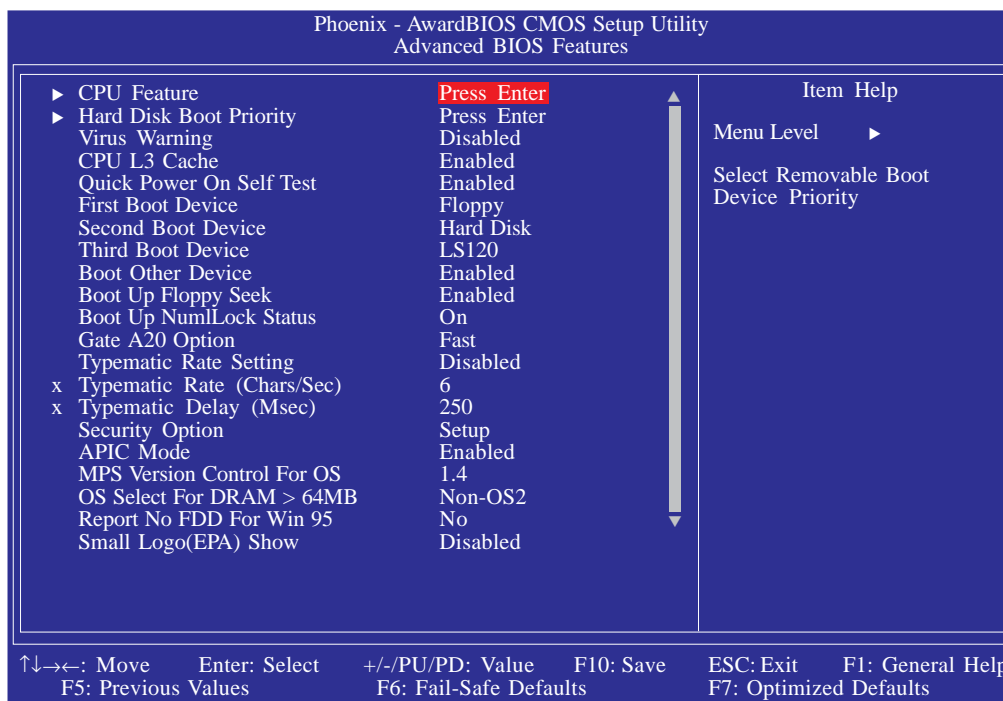 Phoenix - AwardBIOS CMOS Setup Utility
Advanced BIOS Features
▶ CPU Feature Press Enter
▶ Hard Disk Boot Priority Press Enter
Virus Warning Disabled
CPU L3 Cache Enabled
Quick Power On Self Test Enabled
First Boot Device Floppy
Second Boot Device Hard Disk
Third Boot Device LS120
Boot Other Device Enabled
Boot Up Floppy Seek Enabled
Boot Up NumlLock Status On
Gate A20 Option Fast
Typematic Rate Setting Disabled
x Typematic Rate (Chars/Sec) 6
x Typematic Delay (Msec) 250
Security Option Setup
APIC Mode Enabled
MPS Version Control For OS 1.4
OS Select For DRAM > 64MB Non-OS2
Report No FDD For Win 95 No
Small Logo(EPA) Show Disabled
Item Help
Menu Level ▶
Select Removable Boot
Device Priority
↑↓→←: Move Enter: Select +/-/PU/PD: Value F10: Save ESC: Exit F1: General Help
F5: Previous Values F6: Fail-Safe Defaults F7: Optimized Defaults